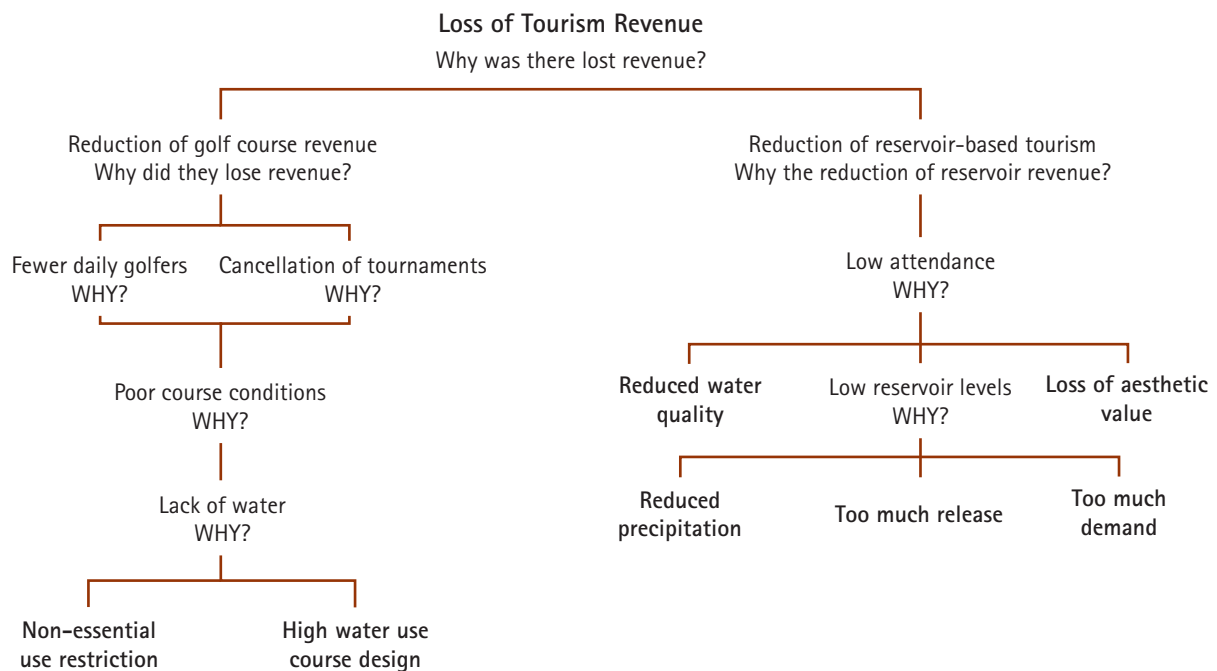 Loss of Tourism Revenue
Why was there lost revenue?
Reduction of golf course revenue
Why did they lose revenue?
Reduction of reservoir-based tourism
Why the reduction of reservoir revenue?
Fewer daily golfers
WHY?
Cancellation of tournaments
WHY?
Low attendance
WHY?
Poor course conditions
WHY?
Reduced water
quality
Low reservoir levels
WHY?
Loss of aesthetic
value
Lack of water
WHY?
Reduced
precipitation
Too much release
Too much
demand
Non-essential
use restriction
High water use
course design